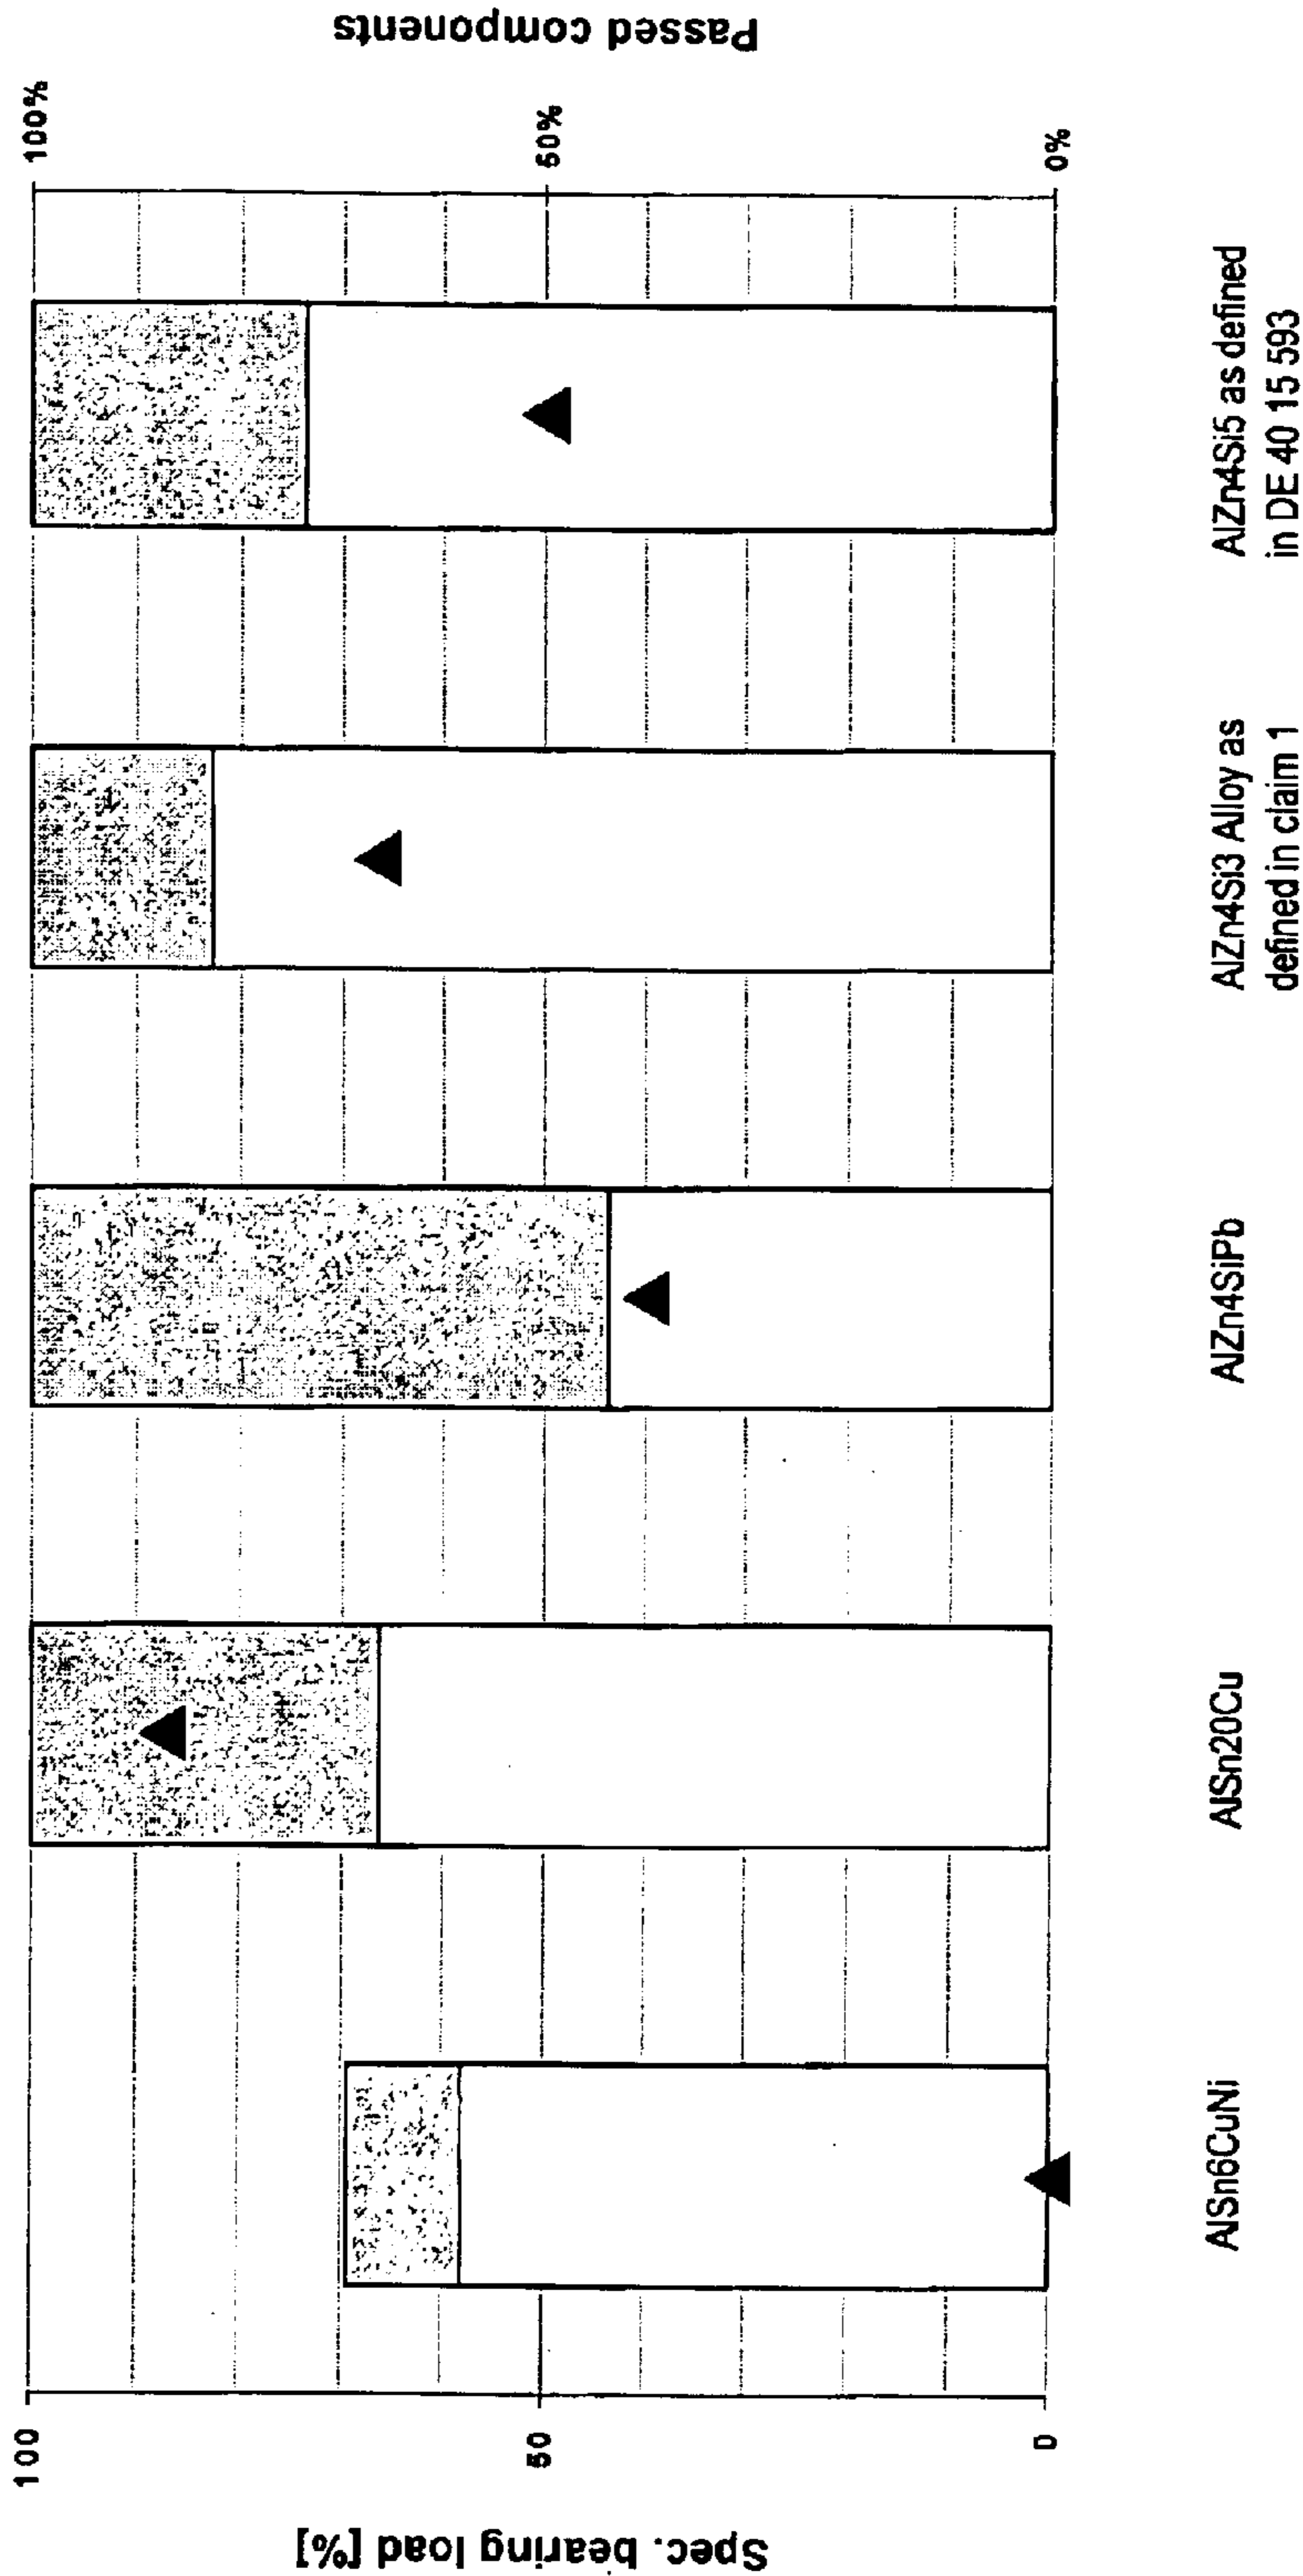 Spec. bearing load [%]
100
50
0
Passed components
100%
50%
0%
AlSn6CuNi
AlSn20Cu
AlZn4SiPb
AlZn4Si3 Alloy as
defined in claim 1
AlZn4Si5 as defined
in DE 40 15 593